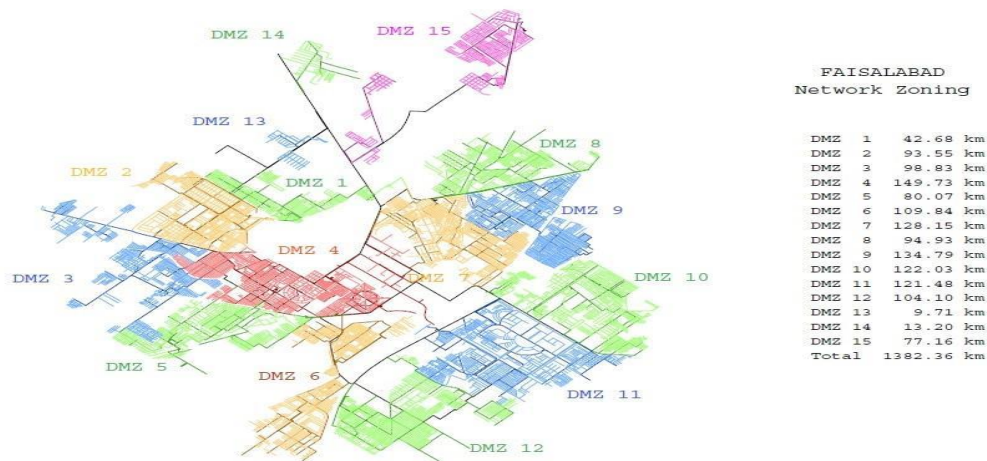 DMZ 14
DMZ 15
DMZ 13
DMZ 8
DMZ 2
DMZ 1
DMZ 9
DMZ 4
DMZ 3
DMZ 7
DMZ 10
DMZ 5
DMZ 6
DMZ 11
DMZ 12
FAISALABAD
Network Zoning
DMZ 1 42.68 km
DMZ 2 93.55 km
DMZ 3 98.83 km
DMZ 4 149.73 km
DMZ 5 80.07 km
DMZ 6 109.84 km
DMZ 7 128.15 km
DMZ 8 94.93 km
DMZ 9 134.79 km
DMZ 10 122.03 km
DMZ 11 121.48 km
DMZ 12 104.10 km
DMZ 13 9.71 km
DMZ 14 13.20 km
DMZ 15 77.16 km
Total 1382.36 km